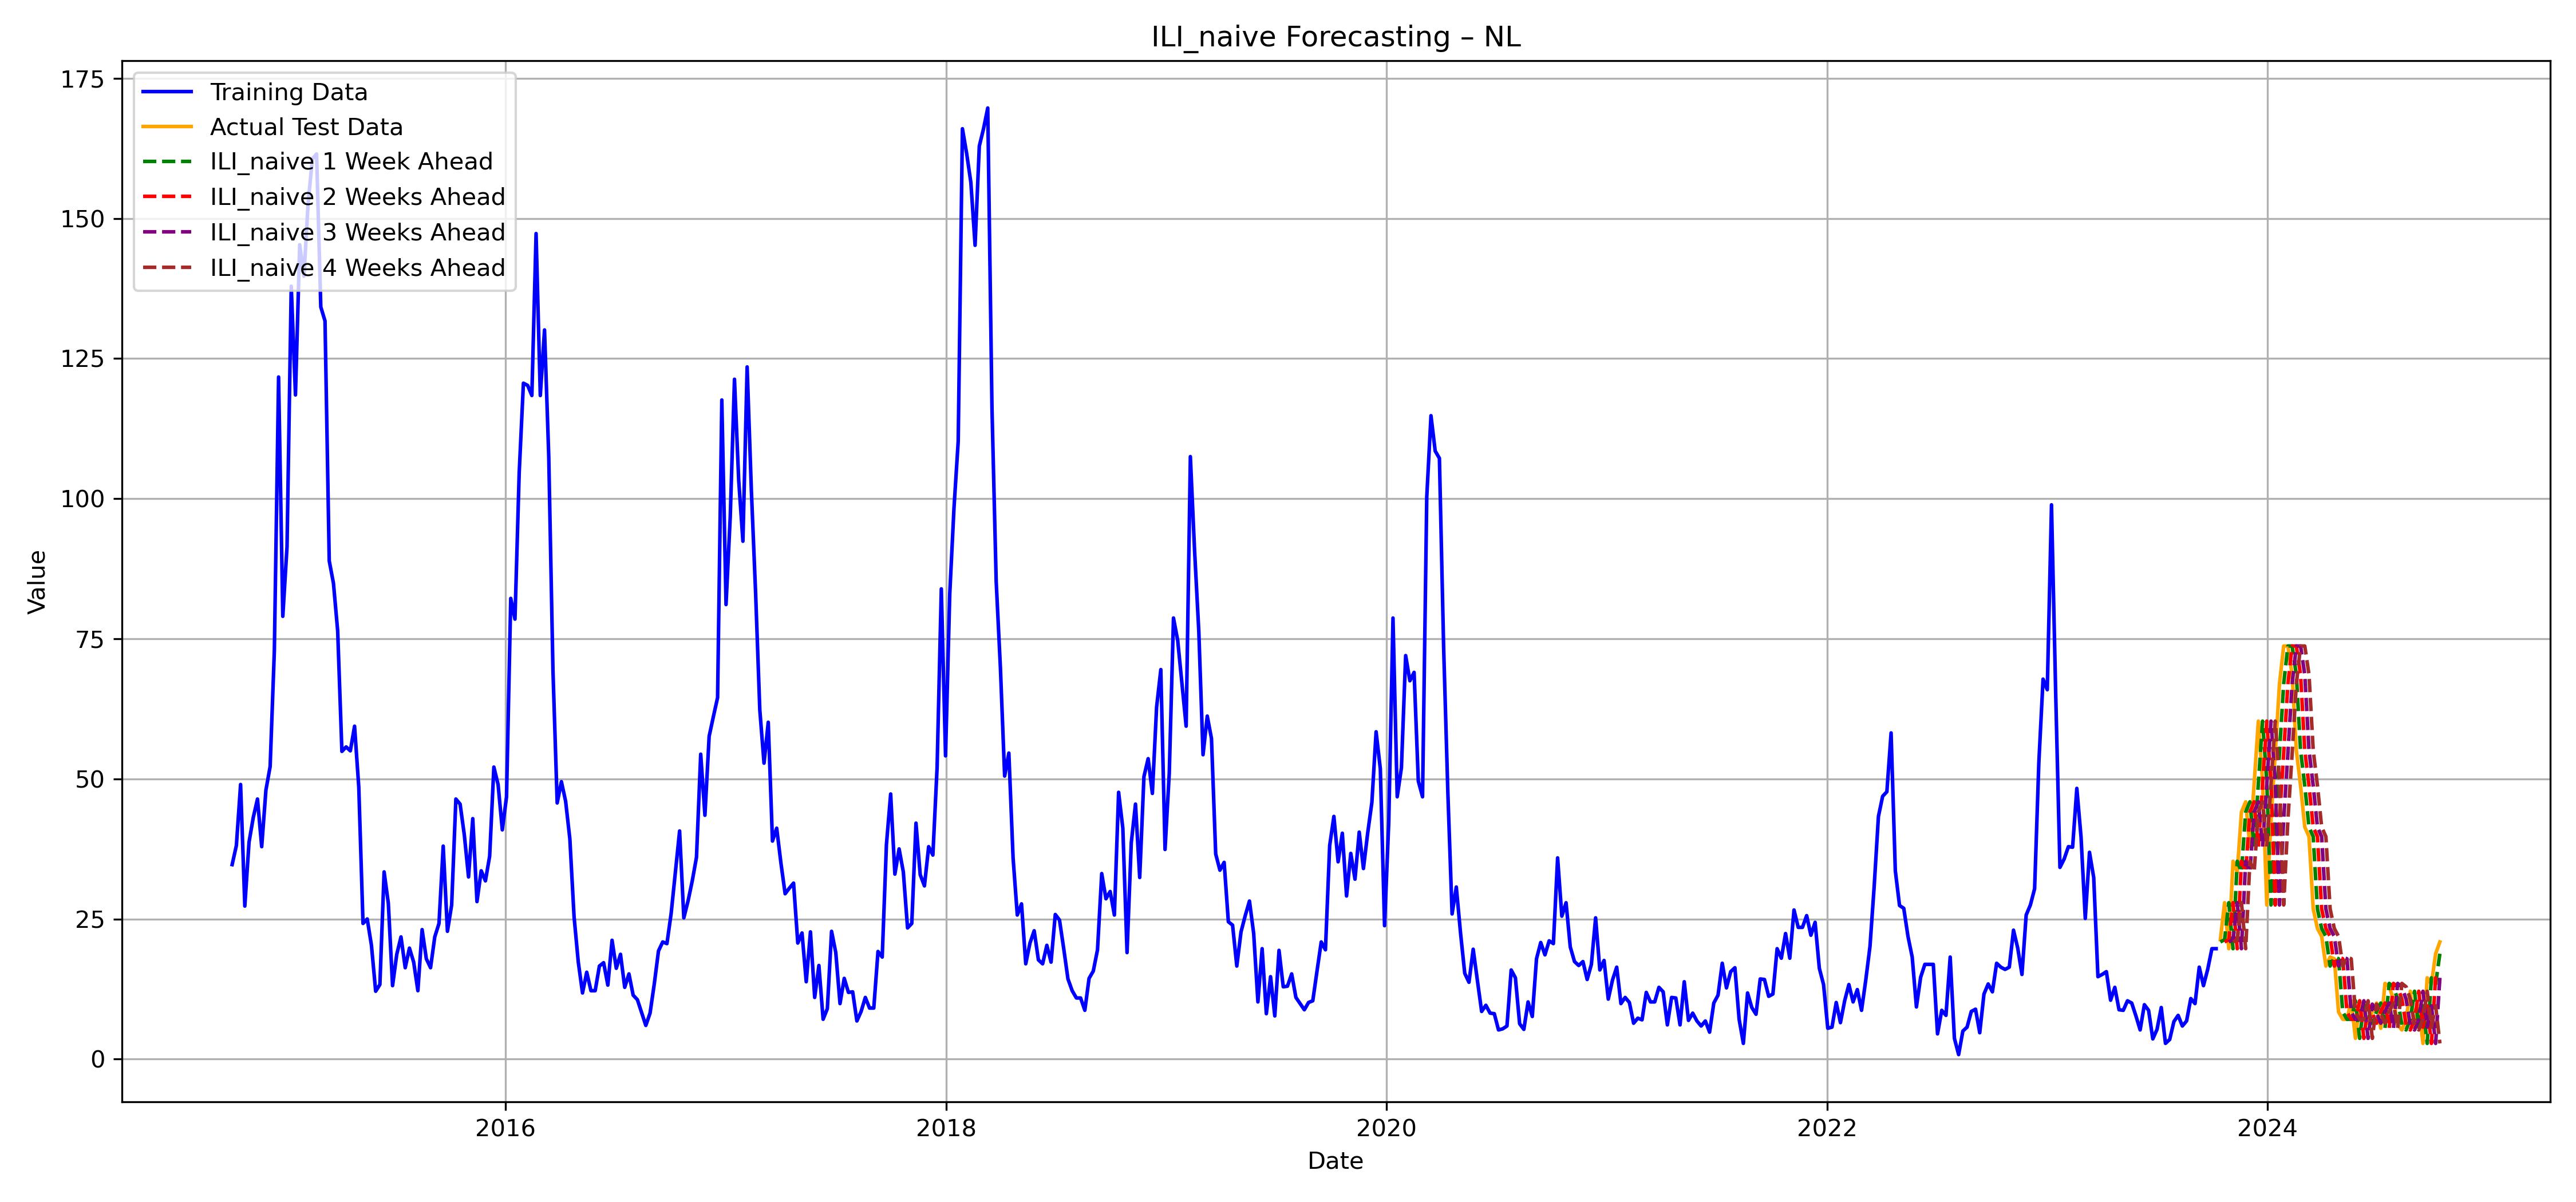 ILI_naive Forecasting – NL
175
150
125
100
75
50
25
0
Value
Training Data
Actual Test Data
ILI_naive 1 Week Ahead
ILI_naive 2 Weeks Ahead
ILI_naive 3 Weeks Ahead
ILI_naive 4 Weeks Ahead
2016
2018
2020
2022
2024
Date